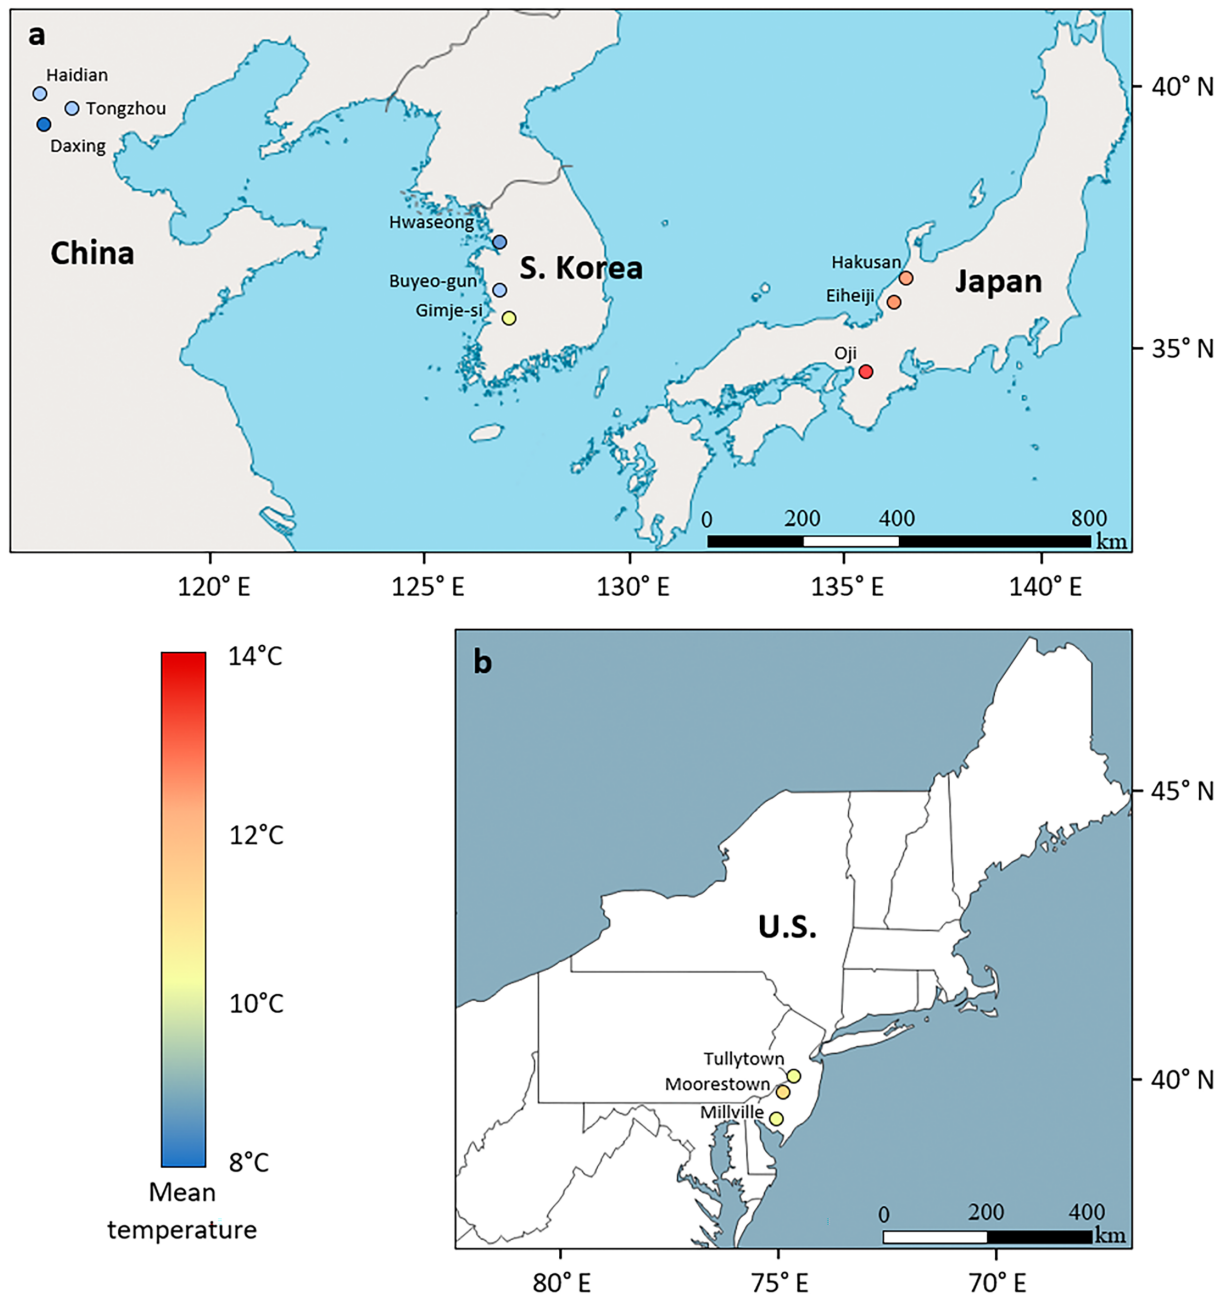 a
Haidian
Tongzhou
Daxing
China
Hwaseong
Buyeo-gun
Gimje-si
S. Korea
Hakusan
Eiheiji
Oji
Japan
0 200 400 800
km
40° N
35° N
120° E 125° E 130° E 135° E 140° E
14°C
12°C
10°C
8°C
Mean
temperature
b
U.S.
Tullytown
Moorestown
Millville
0 200 400
km
45° N
40° N
80° E 75° E 70° E